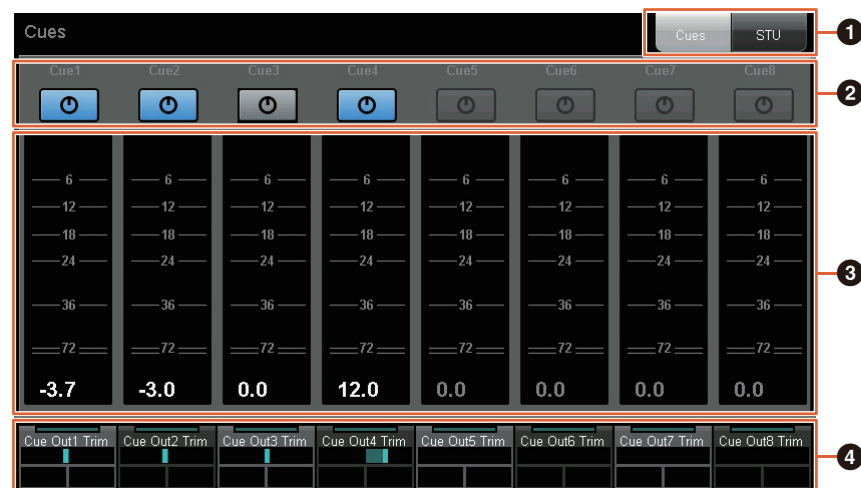 Cues
Cues STU
1
Cue1 Cue2 Cue3 Cue4 Cue5 Cue6 Cue7 Cue8
2
6 6 6 6 6 6 6 6
12 12 12 12 12 12 12 12
18 18 18 18 18 18 18 18
24 24 24 24 24 24 24 24
3
36 36 36 36 36 36 36 36
72 72 72 72 72 72 72 72
-3.7 -3.0 0.0 12.0 0.0 0.0 0.0 0.0
Cue Out1 Trim Cue Out2 Trim Cue Out3 Trim Cue Out4 Trim Cue Out5 Trim Cue Out6 Trim Cue Out7 Trim Cue Out8 Trim
4